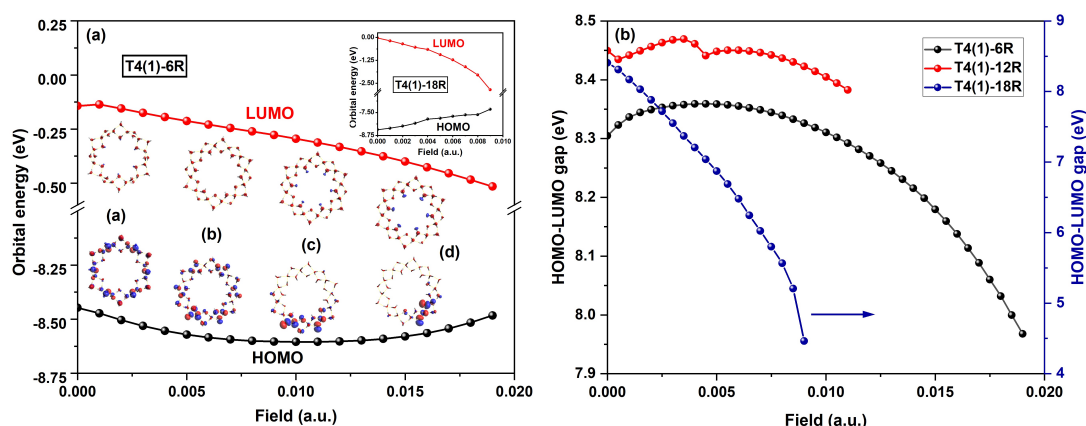 (a)
T4(1)-6R
LUMO
HOMO
(a)
(b)
(c)
(d)
Orbital energy (eV)
0.25
0.00
-0.25
-0.50
-8.25
-8.50
-8.75
0.000
0.005
0.010
0.015
0.020
Field (a.u.)
LUMO
T4(1)-18R
HOMO
Orbital energy (eV)
0.00
-1.25
-2.50
-7.50
-8.75
0.000
0.002
0.004
0.006
0.008
0.010
Field (a.u.)
(b)
T4(1)-6R
T4(1)-12R
T4(1)-18R
HOMO-LUMO gap (eV)
8.5
8.4
8.3
8.2
8.1
8.0
7.9
0.000
0.005
0.010
0.015
0.020
Field (a.u.)
9
8
7
6
5
4
HOMO-LUMO gap (eV)